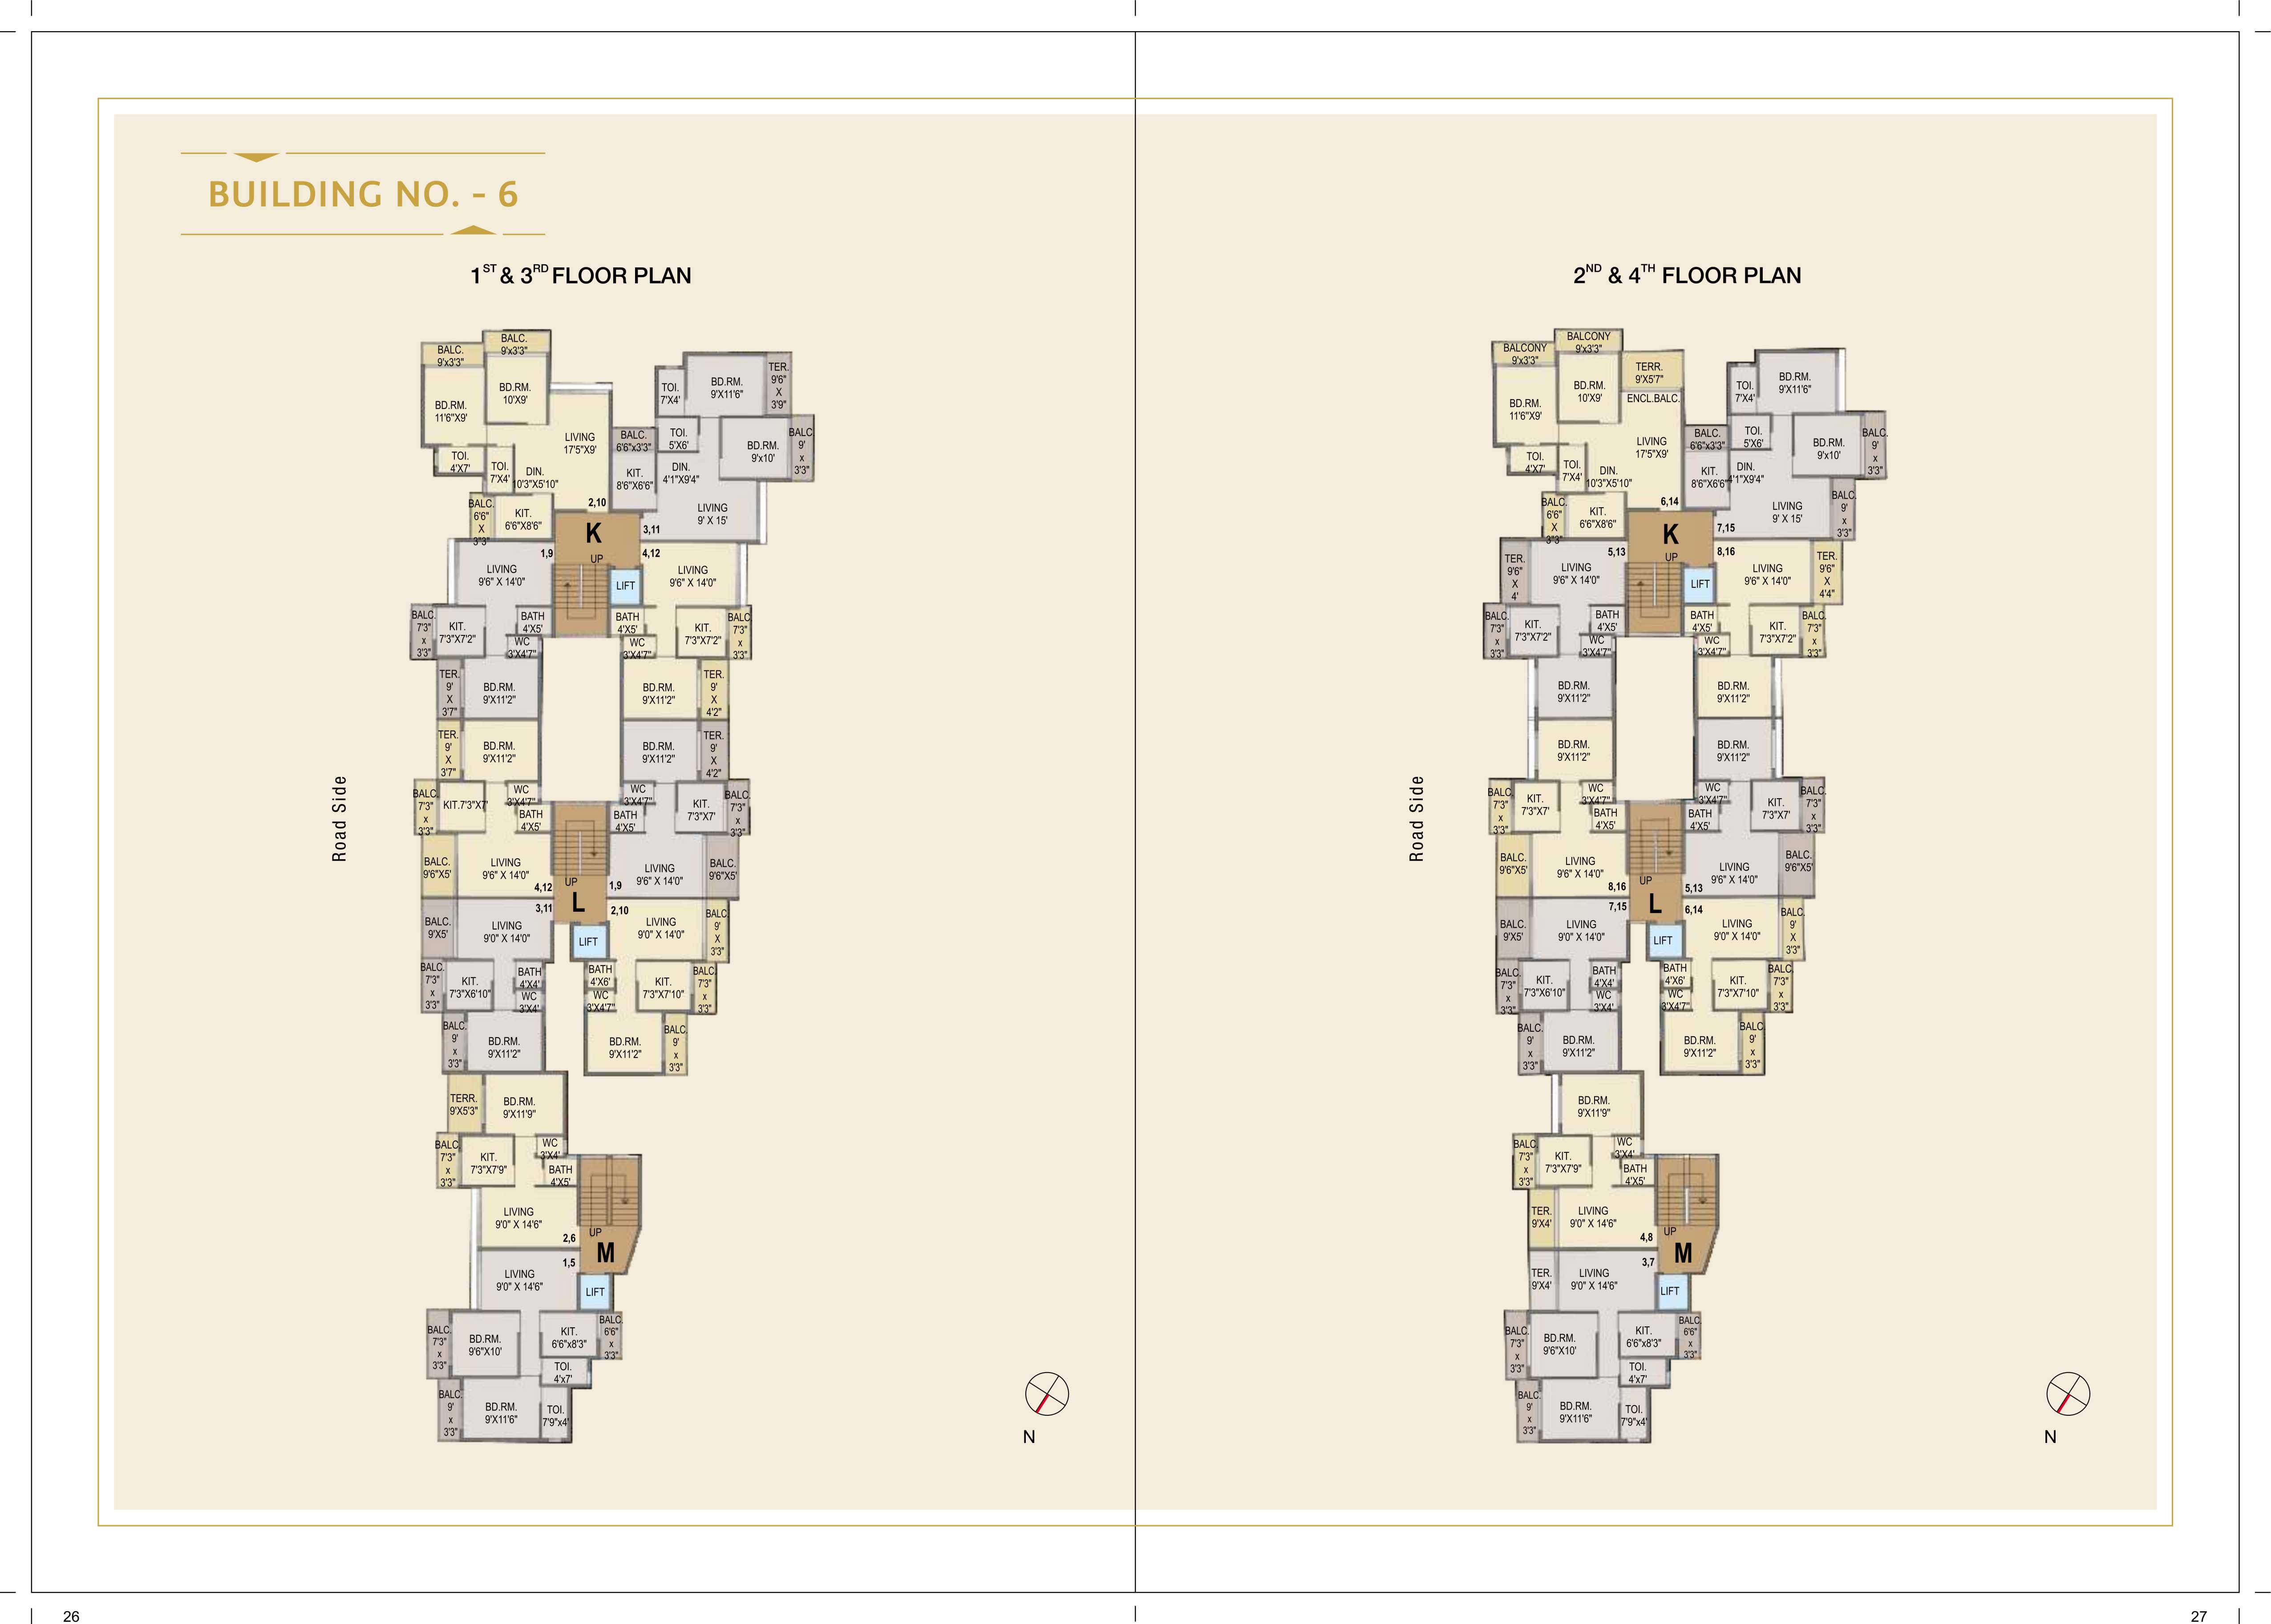 BUILDING NO. - 6
1ST & 3RD FLOOR PLAN
BALC.
9'x3'3"
BALC.
9'x3'3"
BD.RM.
11'6"X9'
BD.RM.
10'X9'
LIVING
17'5"X9'
TOI.
4'X7'
TOI.
7'X4'
DIN.
10'3"X5'10"
BALC.
6'6"
X
3'3"
KIT.
6'6"X8'6"
2,10
TOI.
7'X4'
BD.RM.
9'X11'6"
TER.
9'6"
X
3'9"
BALC.
6'6"x3'3"
TOI.
5'X6'
BD.RM.
9'x10'
BALC.
9'
x
3'3"
KIT.
8'6"X6'6"
DIN.
4'1"X9'4"
LIVING
9' X 15'
3,11
K
UP
LIFT
1,9
LIVING
9'6" X 14'0"
BALC.
7'3"
x
3'3"
KIT.
7'3"X7'2"
BATH
4'X5'
WC
3'X4'7"
TER.
9'
X
3'7"
BD.RM.
9'X11'2"
4,12
LIVING
9'6" X 14'0"
BATH
4'X5'
WC
3'X4'7"
KIT.
7'3"X7'2"
BALC.
7'3"
x
3'3"
BD.RM.
9'X11'2"
TER.
9'
X
4'2"
TER.
9'
X
3'7"
BD.RM.
9'X11'2"
BALC.
7'3"
x
3'3"
KIT.7'3"X7'
WC
3'X4'7"
BATH
4'X5'
BALC.
9'6"X5'
LIVING
9'6" X 14'0"
4,12
BD.RM.
9'X11'2"
TER.
9'
X
4'2"
WC
3'X4'7"
BATH
4'X5'
KIT.
7'3"X7'
BALC.
7'3"
x
3'3"
LIVING
9'6" X 14'0"
BALC.
9'6"X5'
1,9
UP
L
LIFT
3,11
BALC.
9'X5'
LIVING
9'0" X 14'0"
BALC.
7'3"
x
3'3"
KIT.
7'3"X6'10"
BATH
4'X4'
WC
3'X4'
BALC.
9'
x
3'3"
BD.RM.
9'X11'2"
2,10
LIVING
9'0" X 14'0"
BALC.
9'
X
3'3"
BATH
4'X6'
WC
3'X4'7"
KIT.
7'3"X7'10"
BALC.
7'3"
x
3'3"
BD.RM.
9'X11'2"
BALC.
9'
x
3'3"
TERR.
9'X5'3"
BD.RM.
9'X11'9"
BALC.
7'3"
x
3'3"
KIT.
7'3"X7'9"
WC
3'X4'
BATH
4'X5'
LIVING
9'0" X 14'6"
2,6
UP
M
LIFT
1,5
LIVING
9'0" X 14'6"
BALC.
7'3"
x
3'3"
BD.RM.
9'6"X10'
KIT.
6'6"x8'3"
BALC.
6'6"
x
3'3"
TOI.
4'x7'
BALC.
9'
x
3'3"
BD.RM.
9'X11'6"
TOI.
7'9"x4'
Road Side
N
26
2ND & 4TH FLOOR PLAN
BALCONY
9'x3'3"
BALCONY
9'x3'3"
TERR.
9'X5'7"
BD.RM.
11'6"X9'
BD.RM.
10'X9'
ENCL.BALC.
LIVING
17'5"X9'
TOI.
4'X7'
TOI.
7'X4'
DIN.
10'3"X5'10"
BALC.
6'6"
X
3'3"
KIT.
6'6"X8'6"
6,14
TOI.
7'X4'
BD.RM.
9'X11'6"
BALC.
6'6"x3'3"
TOI.
5'X6'
BD.RM.
9'x10'
BALC.
9'
x
3'3"
KIT.
8'6"X6'6"
DIN.
4'1"X9'4"
LIVING
9' X 15'
BALC.
9'
x
3'3"
7,15
K
UP
LIFT
5,13
TER.
9'6"
X
4'
LIVING
9'6" X 14'0"
BALC.
7'3"
x
3'3"
KIT.
7'3"X7'2"
BATH
4'X5'
WC
3'X4'7"
BD.RM.
9'X11'2"
8,16
LIVING
9'6" X 14'0"
TER.
9'6"
X
4'4"
BATH
4'X5'
WC
3'X4'7"
KIT.
7'3"X7'2"
BALC.
7'3"
x
3'3"
BD.RM.
9'X11'2"
BD.RM.
9'X11'2"
BALC.
7'3"
x
3'3"
KIT.
7'3"X7'
WC
3'X4'7"
BATH
4'X5'
BALC.
9'6"X5'
LIVING
9'6" X 14'0"
8,16
BD.RM.
9'X11'2"
WC
3'X4'7"
BATH
4'X5'
KIT.
7'3"X7'
BALC.
7'3"
x
3'3"
LIVING
9'6" X 14'0"
BALC.
9'6"X5'
5,13
UP
L
LIFT
7,15
BALC.
9'X5'
LIVING
9'0" X 14'0"
BALC.
7'3"
x
3'3"
KIT.
7'3"X6'10"
BATH
4'X4'
WC
3'X4'
BALC.
9'
x
3'3"
BD.RM.
9'X11'2"
6,14
LIVING
9'0" X 14'0"
BALC.
9'
X
3'3"
BATH
4'X6'
WC
3'X4'7"
KIT.
7'3"X7'10"
BALC.
7'3"
x
3'3"
BD.RM.
9'X11'2"
BALC.
9'
x
3'3"
BD.RM.
9'X11'9"
BALC.
7'3"
x
3'3"
KIT.
7'3"X7'9"
WC
3'X4'
BATH
4'X5'
TER.
9'X4'
LIVING
9'0" X 14'6"
4,8
UP
M
LIFT
3,7
TER.
9'X4'
LIVING
9'0" X 14'6"
BALC.
7'3"
x
3'3"
BD.RM.
9'6"X10'
KIT.
6'6"x8'3"
BALC.
6'6"
x
3'3"
TOI.
4'x7'
BALC.
9'
x
3'3"
BD.RM.
9'X11'6"
TOI.
7'9"x4'
Road Side
N
27